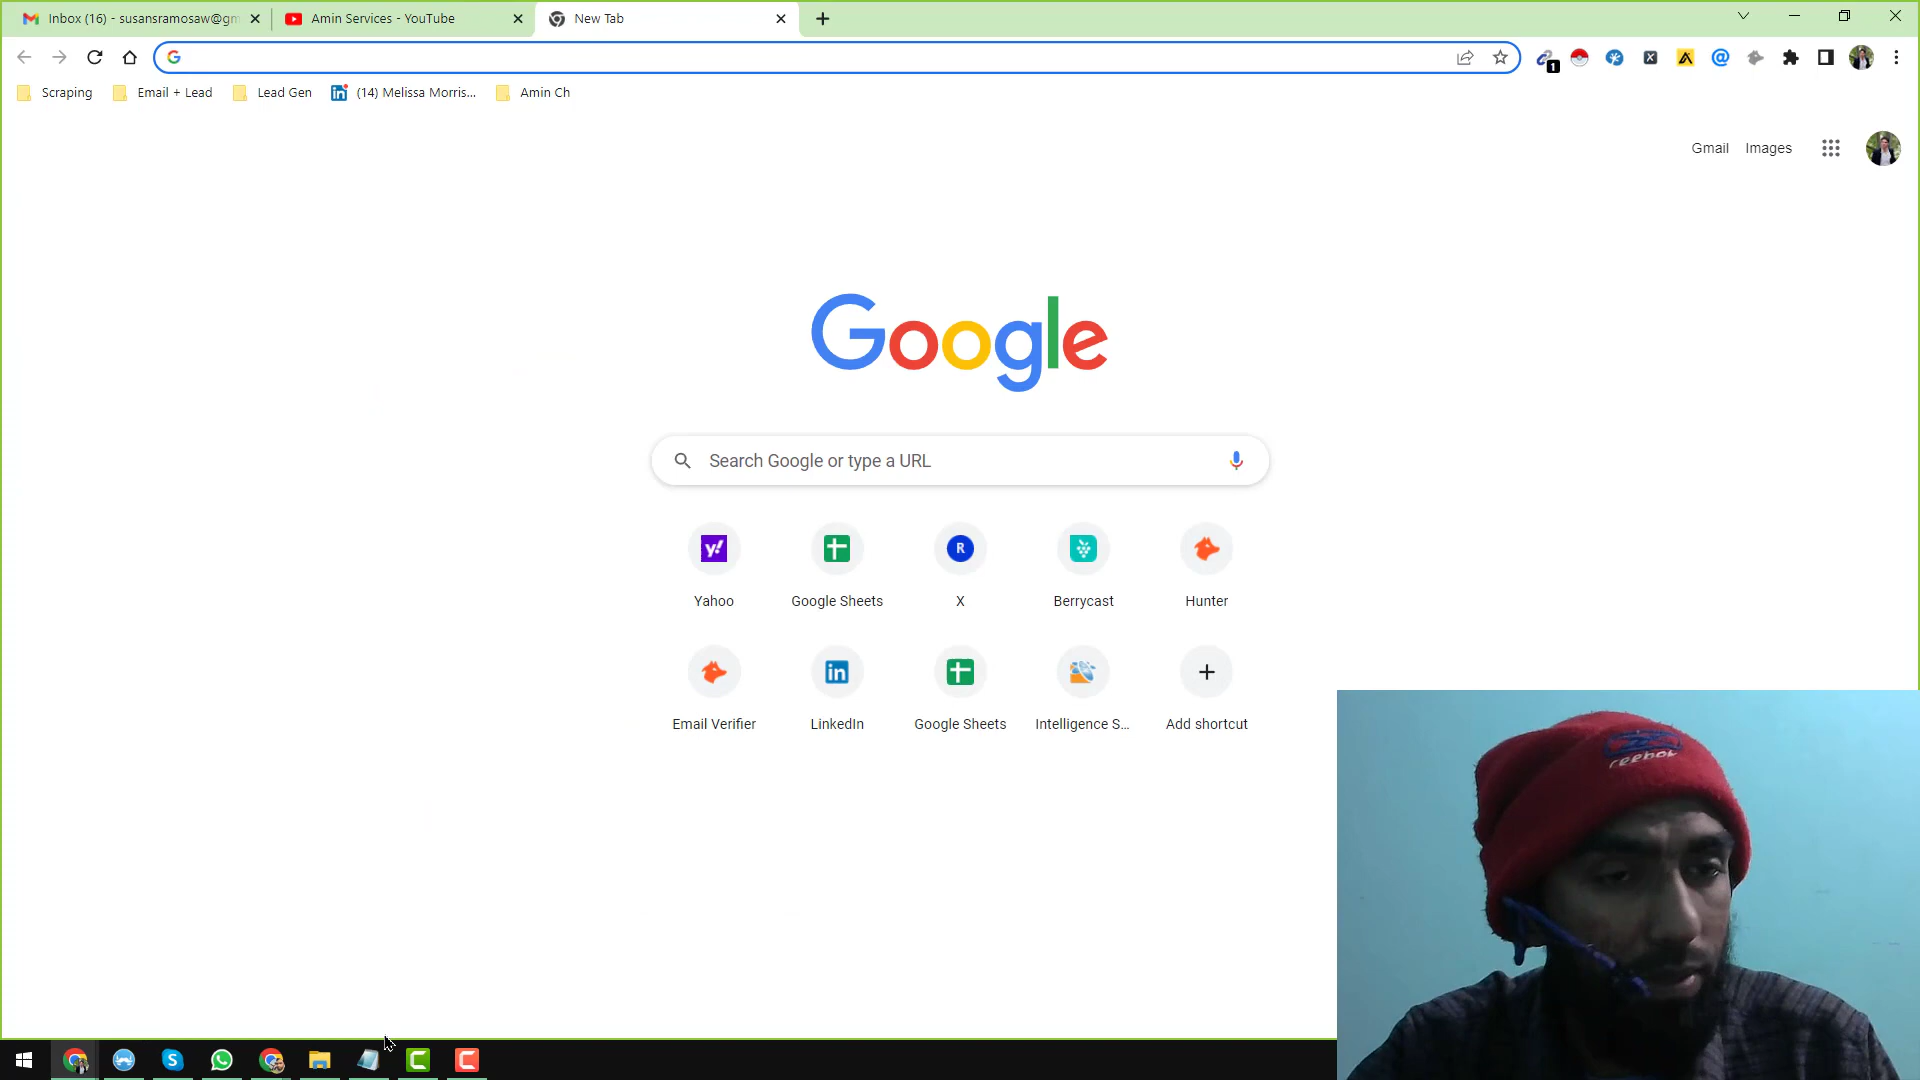 Inbox (16) - susansramosaw@gm
Amin Services - YouTube
New Tab
1
Scraping
Email + Lead
Lead Gen
(14) Melissa Morris...
Amin Ch
Gmail
Images
Google
Search Google or type a URL
Yahoo
Google Sheets
X
Berrycast
Hunter
Email Verifier
LinkedIn
Google Sheets
Intelligence S...
Add shortcut
reebok